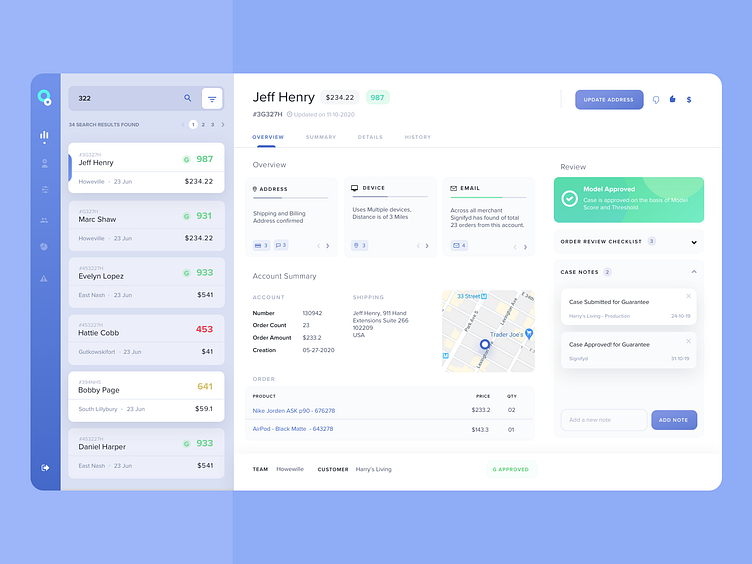 322
34 SEARCH RESULTS FOUND
1 2 3
#3G327H
Jeff Henry
G 987
Howeville 23 Jun
$234.22
Marc Shaw
G 931
Howeville 23 Jun
$234.22
Evelyn Lopez
G 933
East Nash 23 Jun
$541
Hattie Cobb
453
Gutkowskifort 23 Jun
$41
Bobby Page
641
South Lillybury 23 Jun
$59.1
Daniel Harper
G 933
East Nash 23 Jun
$541
Jeff Henry $234.22 987
#3G327H Updated on 11-10-2020
UPDATE ADDRESS
$
OVERVIEW SUMMARY DETAILS HISTORY
Overview
ADDRESS
Shipping and Billing
Address confirmed
3 3
DEVICE
Uses Multiple devices,
Distance is of 3 Miles
3
EMAIL
Across all merchant
Signifyd has found of total
23 orders from this account.
4
Account Summary
ACCOUNT
Number 130942
Order Count 23
Order Amount $233.2
Creation 05-27-2020
SHIPPING
Jeff Henry, 911 Hand
Extensions Suite 266
102209
USA
33 Street
E 34th
Park Ave S
Lexington Ave
Trader Joe's
Lexington
ORDER
PRODUCT PRICE QTY
Nike Jorden ASK p90 - 676278 $233.2 02
AirPod - Black Matte - 643278 $143.3 01
TEAM Howewille CUSTOMER Harry's Living
G APPROVED
Review
Model Approved
Case is approved on the basis of Model
Score and Threshold
ORDER REVIEW CHECKLIST 3
CASE NOTES 2
Case Submitted for Guarantee
Harry's Living - Production 24-10-19
Case Approved! for Guarantee
Signifyd 31-10-19
Add a new note
ADD NOTE